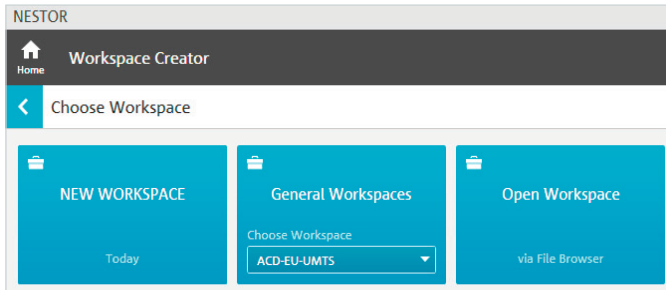 NESTOR
Home
Workspace Creator
Choose Workspace
NEW WORKSPACE
Today
General Workspaces
Choose Workspace
ACD-EU-UMTS
Open Workspace
via File Browser